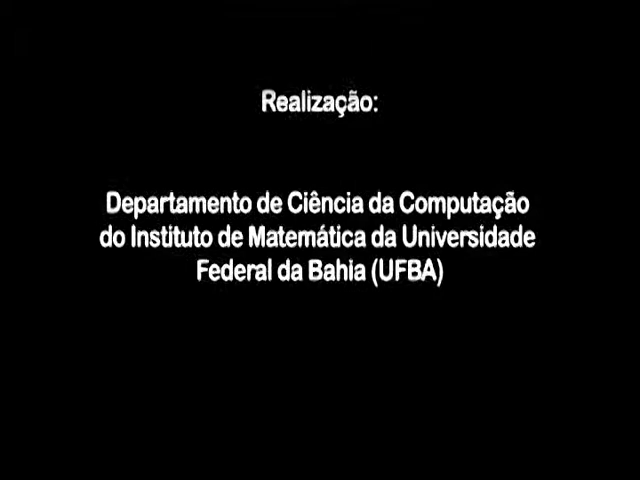 Realização:
Departamento de Ciência da Computação
do Instituto de Matemática da Universidade
Federal da Bahia (UFBA)